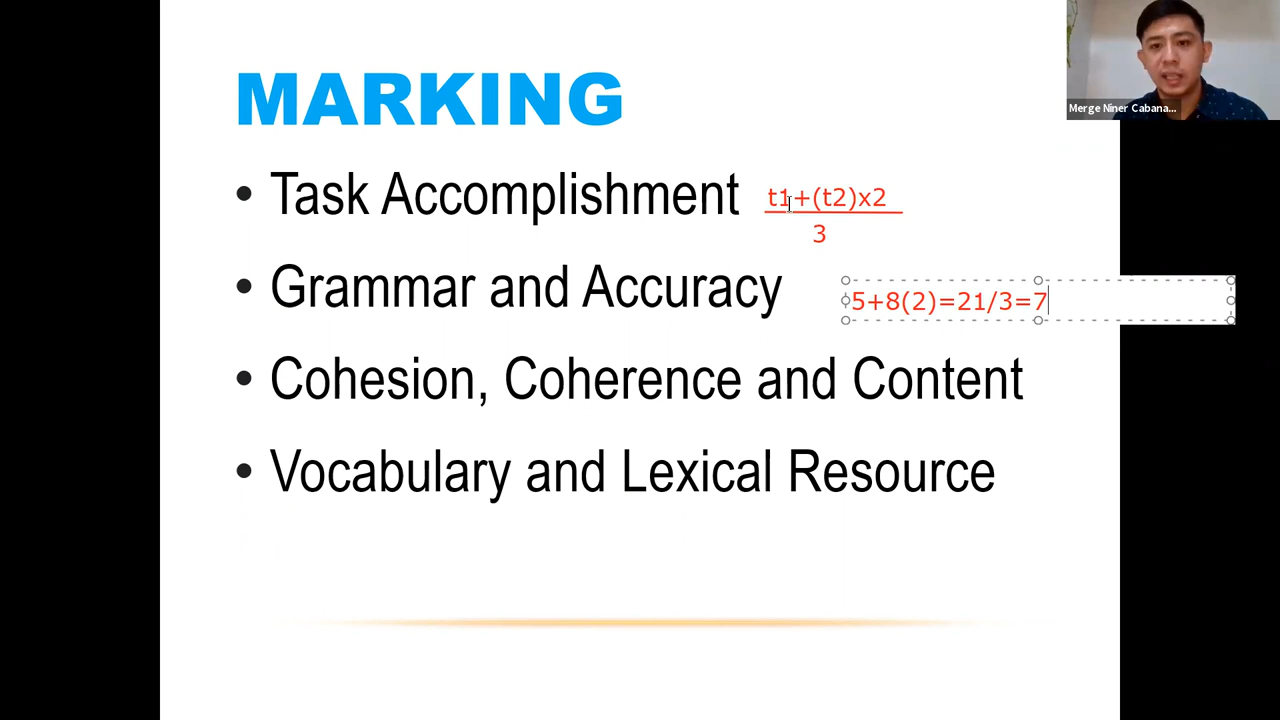 MARKING
Merge Niner Cabana...
• Task Accomplishment
t1+(t2)x2
3
• Grammar and Accuracy
5+8(2)=21/3=7
• Cohesion, Coherence and Content
• Vocabulary and Lexical Resource